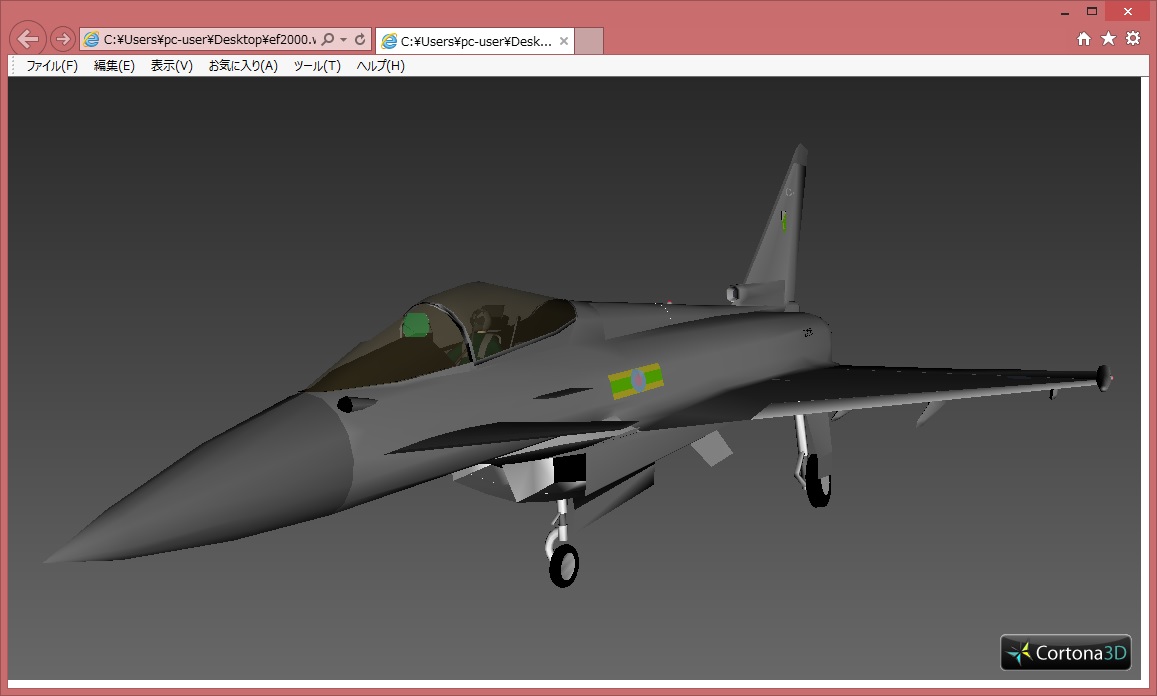 C:¥Users¥pc-user¥Desktop¥ef2000.
C:¥Users¥pc-user¥Desk...
ファイル(F) 編集(E) 表示(V) お気に入り(A) ツール(T) ヘルプ(H)
Cortona3D